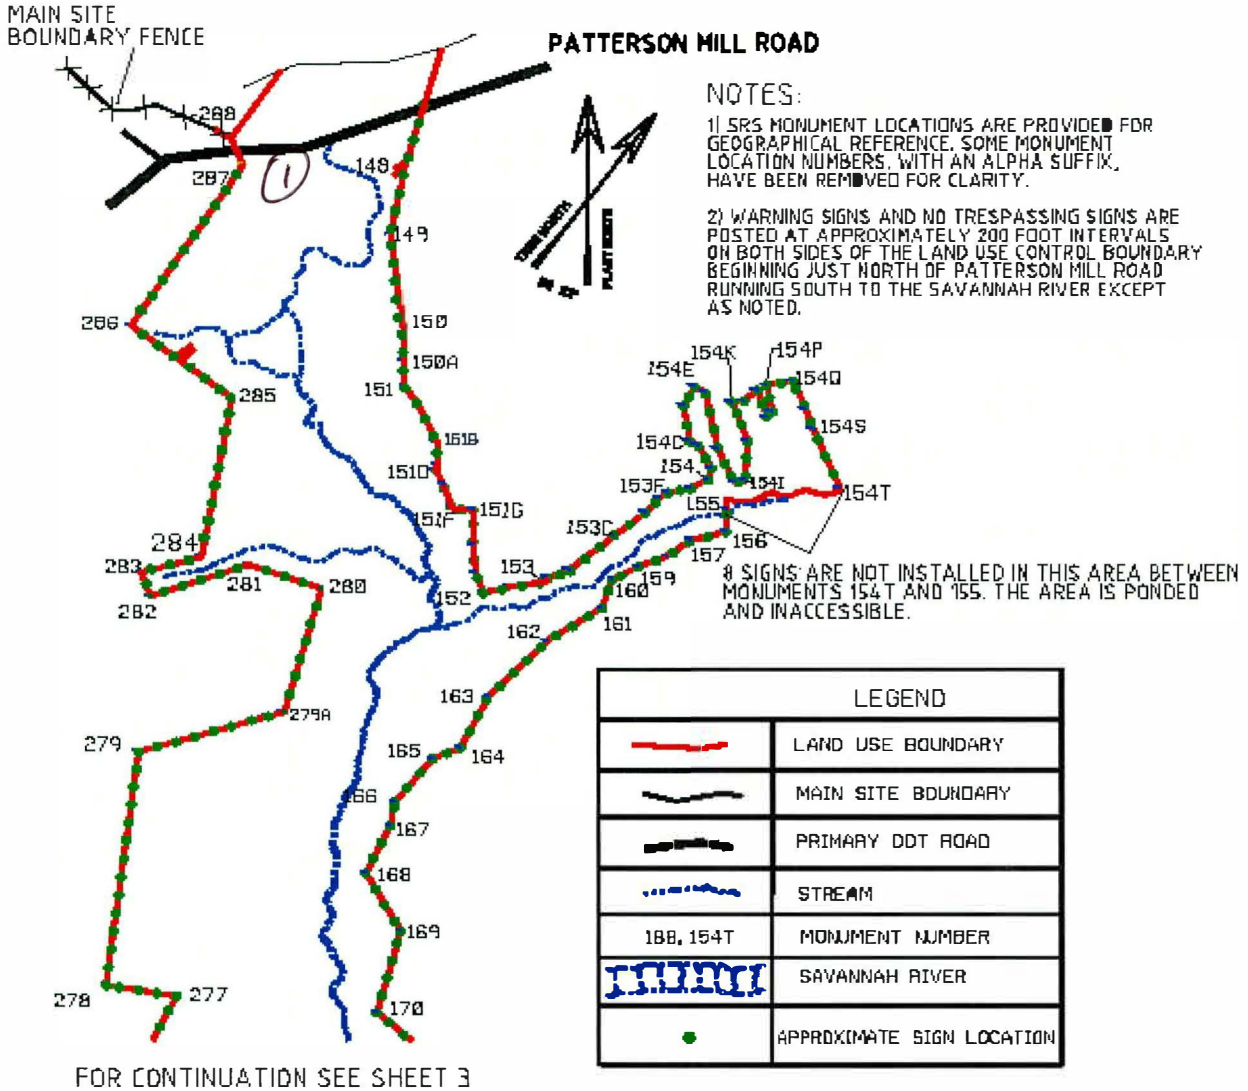 MAIN SITE
BOUNDARY FENCE
PATTERSON MILL ROAD
NOTES:
1) SRS MONUMENT LOCATIONS ARE PROVIDED FOR
GEOGRAPHICAL REFERENCE. SOME MONUMENT
LOCATION NUMBERS, WITH AN ALPHA SUFFIX,
HAVE BEEN REMOVED FOR CLARITY.
2) WARNING SIGNS AND NO TRESPASSING SIGNS ARE
POSTED AT APPROXIMATELY 200 FOOT INTERVALS
ON BOTH SIDES OF THE LAND USE CONTROL BOUNDARY
BEGINNING JUST NORTH OF PATTERSON MILL ROAD
RUNNING SOUTH TO THE SAVANNAH RIVER EXCEPT
AS NOTED.
PLANT NORTH
288
287
1
148
149
286
150
150A
151
285
151B
151D
151F
151G
154K
154P
154E
154Q
154S
154D
154
154I
154T
153F
155
153C
156
157
159
284
283
281
280
282
152
153
160
161
162
* SIGNS ARE NOT INSTALLED IN THIS AREA BETWEEN
MONUMENTS 154T AND 155. THE AREA IS PONDED
AND INACCESSIBLE.
163
279A
279
165
164
166
167
168
169
278
277
170
LEGEND
LAND USE BOUNDARY
MAIN SITE BOUNDARY
PRIMARY DOT ROAD
STREAM
188, 154T MONUMENT NUMBER
SAVANNAH RIVER
APPROXIMATE SIGN LOCATION
FOR CONTINUATION SEE SHEET 3